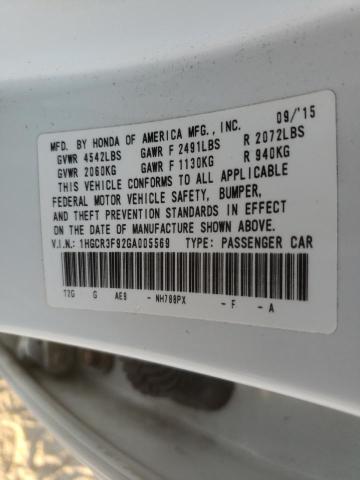 MFD. BY HONDA OF AMERICA MFG., INC. 09/'15
GVWR 4542LBS GAWR F 2491LBS R 2072LBS
GVWR 2060KG GAWR F 1130KG R 940KG
THIS VEHICLE CONFORMS TO ALL APPLICABLE
FEDERAL MOTOR VEHICLE SAFETY, BUMPER,
AND THEFT PREVENTION STANDARDS IN EFFECT
ON THE DATE OF MANUFACTURE SHOWN ABOVE.
V.I.N: 1HGCR3F92GA005569 TYPE: PASSENGER CAR
T2G G AE9 - NH788PX - F - A